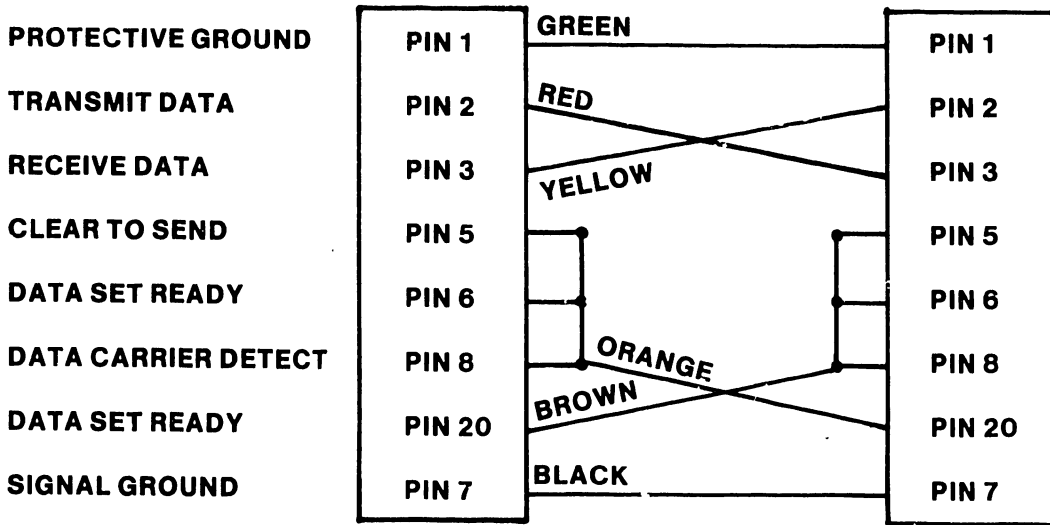 PROTECTIVE GROUND PIN 1 GREEN PIN 1
TRANSMIT DATA PIN 2 RED PIN 2
RECEIVE DATA PIN 3 YELLOW PIN 3
CLEAR TO SEND PIN 5 PIN 5
DATA SET READY PIN 6 PIN 6
DATA CARRIER DETECT PIN 8 ORANGE PIN 8
DATA SET READY PIN 20 BROWN PIN 20
SIGNAL GROUND PIN 7 BLACK PIN 7